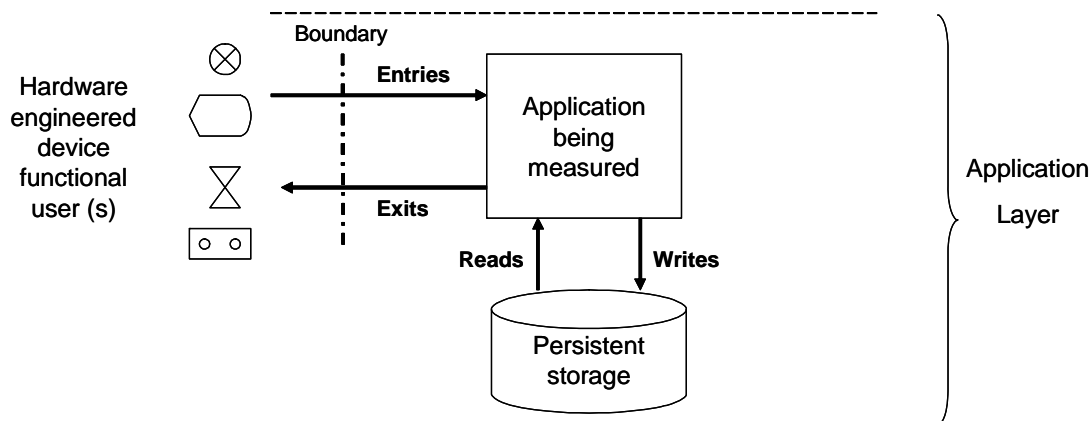 Boundary
Hardware
engineered
device
functional
user (s)
Entries
Exits
Application
being
measured
Reads
Writes
Persistent
storage
Application
Layer